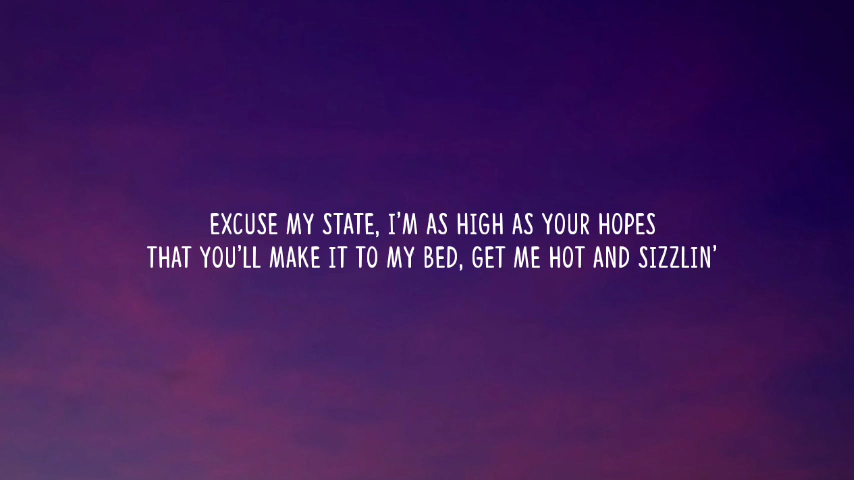 EXCUSE MY STATE, I'M AS HIGH AS YOUR HOPES
THAT YOU'LL MAKE IT TO MY BED, GET ME HOT AND SIZZLIN'